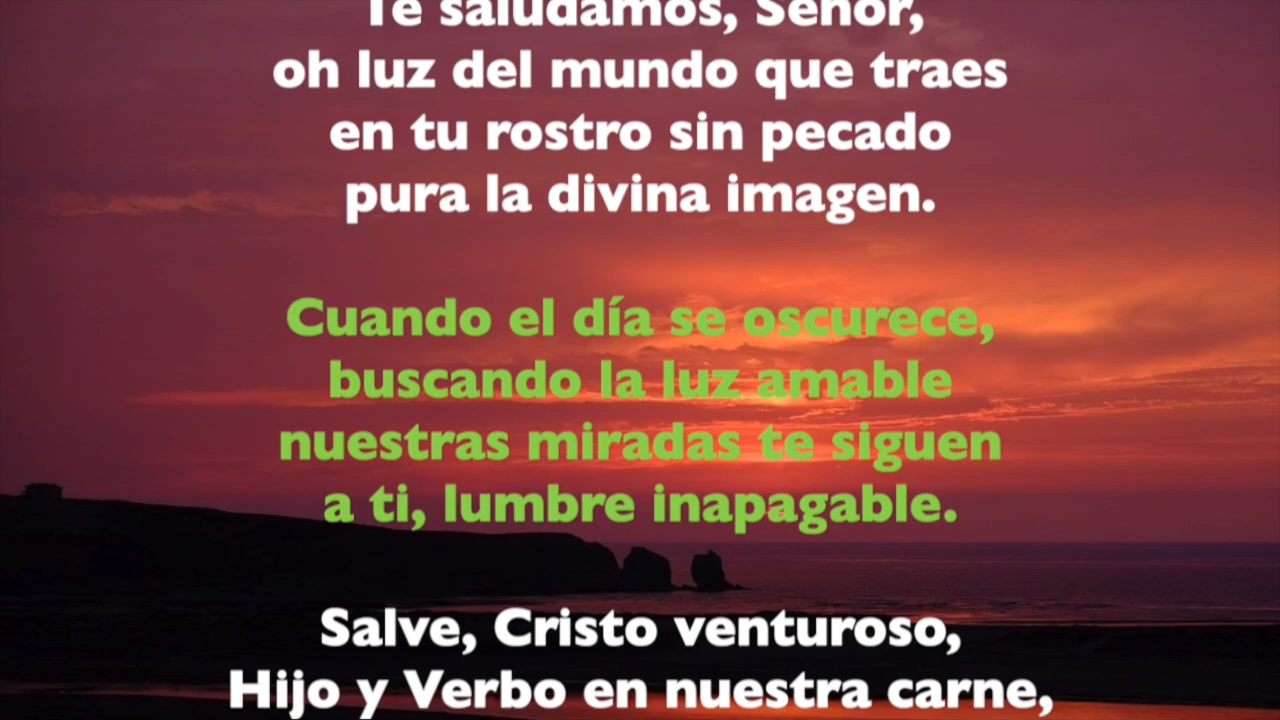 Te saludamos, Señor,
oh luz del mundo que traes
en tu rostro sin pecado
pura la divina imagen.
Cuando el día se oscurece,
buscando la luz amable
nuestras miradas te siguen
a ti, lumbre inapagable.
Salve, Cristo venturoso,
Hijo y Verbo en nuestra carne,